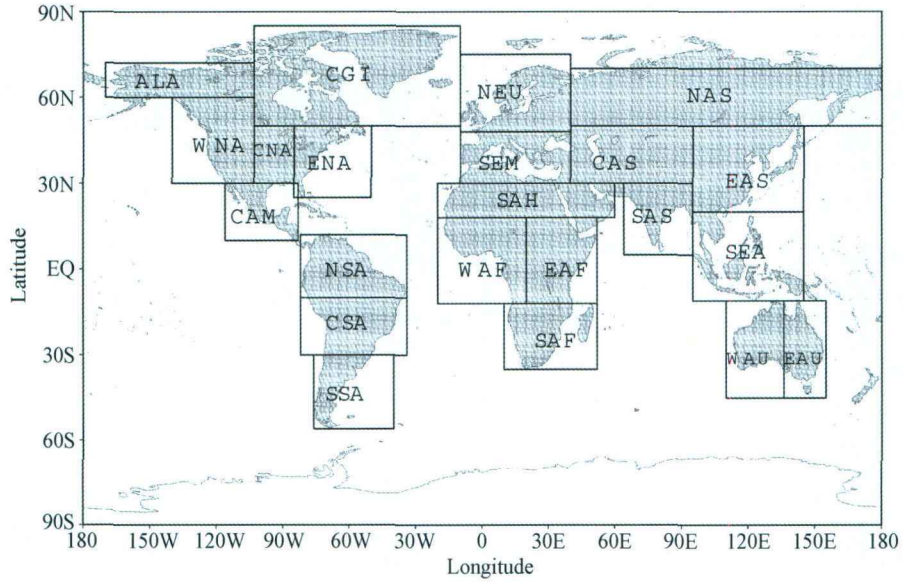 90N
60N
30N
EQ
30S
60S
90S
Latitude
ALA
CGI
NEU
NAS
WNA
CNA
ENA
SEM
CAS
EAS
CAM
SAH
SAS
SEA
NSA
WAF
EAF
CSA
SAF
WAU
EAU
SSA
180 150W 120W 90W 60W 30W 0 30E 60E 90E 120E 150E 180
Longitude